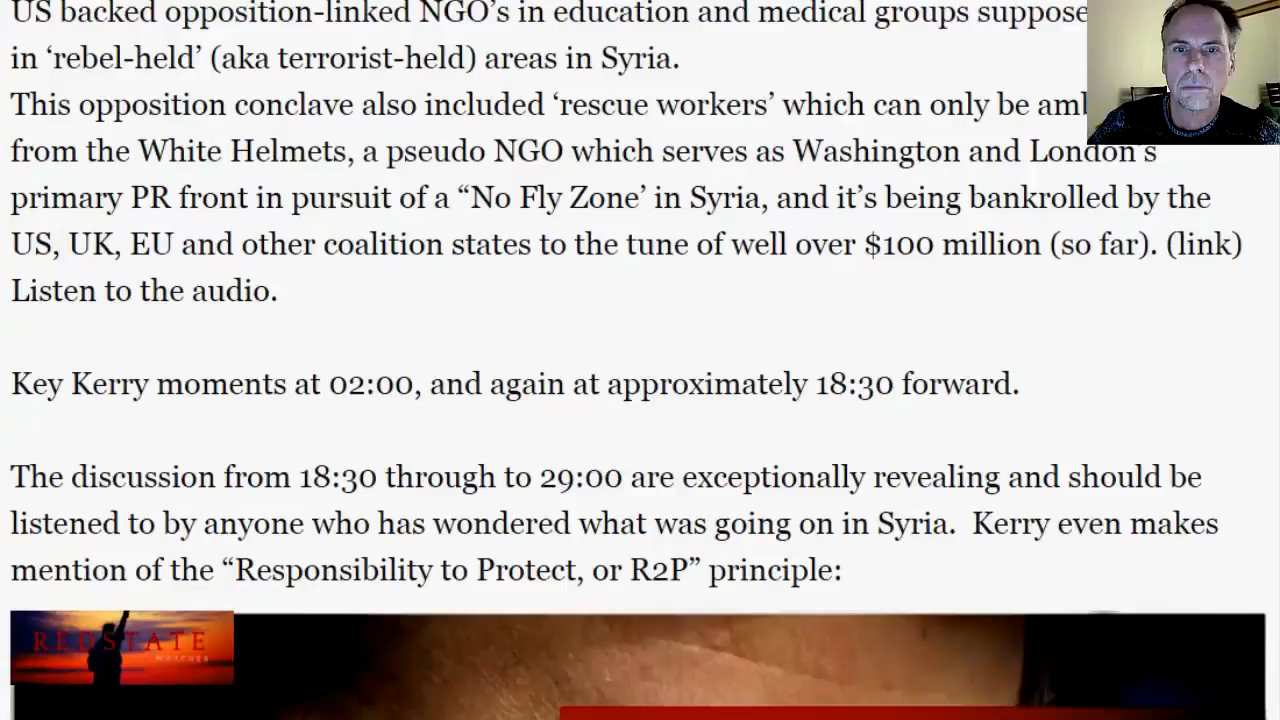 US backed opposition-linked NGO’s in education and medical groups
in ‘rebel-held’ (aka terrorist-held) areas in Syria.
This opposition conclave also included ‘rescue workers’ which can only be
from the White Helmets, a pseudo NGO which serves as Washington and London’s
primary PR front in pursuit of a “No Fly Zone’ in Syria, and it’s being bankrolled by the
US, UK, EU and other coalition states to the tune of well over $100 million (so far). (link)
Listen to the audio.
Key Kerry moments at 02:00, and again at approximately 18:30 forward.
The discussion from 18:30 through to 29:00 are exceptionally revealing and should be
listened to by anyone who has wondered what was going on in Syria.  Kerry even makes
mention of the “Responsibility to Protect, or R2P” principle:
REDSTATE
WATCHER